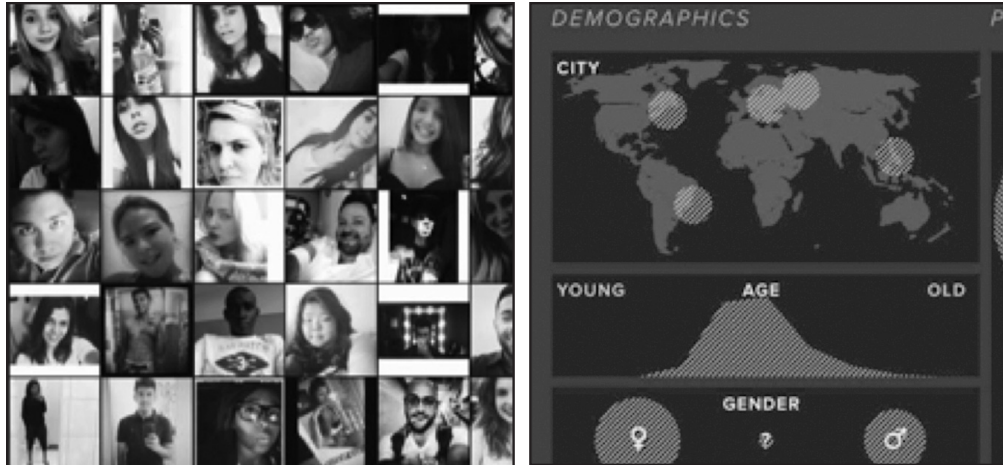 DEMOGRAPHICS
P
CITY
YOUNG AGE OLD
GENDER
♀ ? ♂